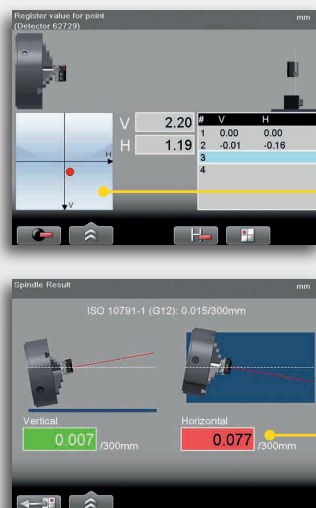 Register value for point
mm
(Detector 62729)
V 2.20
H 1.19
# V H
1 0.00 0.00
2 -0.01 -0.16
3
4
H
V
H
Spindle Result
mm
ISO 10791-1 (G12): 0.015/300mm
Vertical
Horizontal
0.007 /300mm
0.077 /300mm